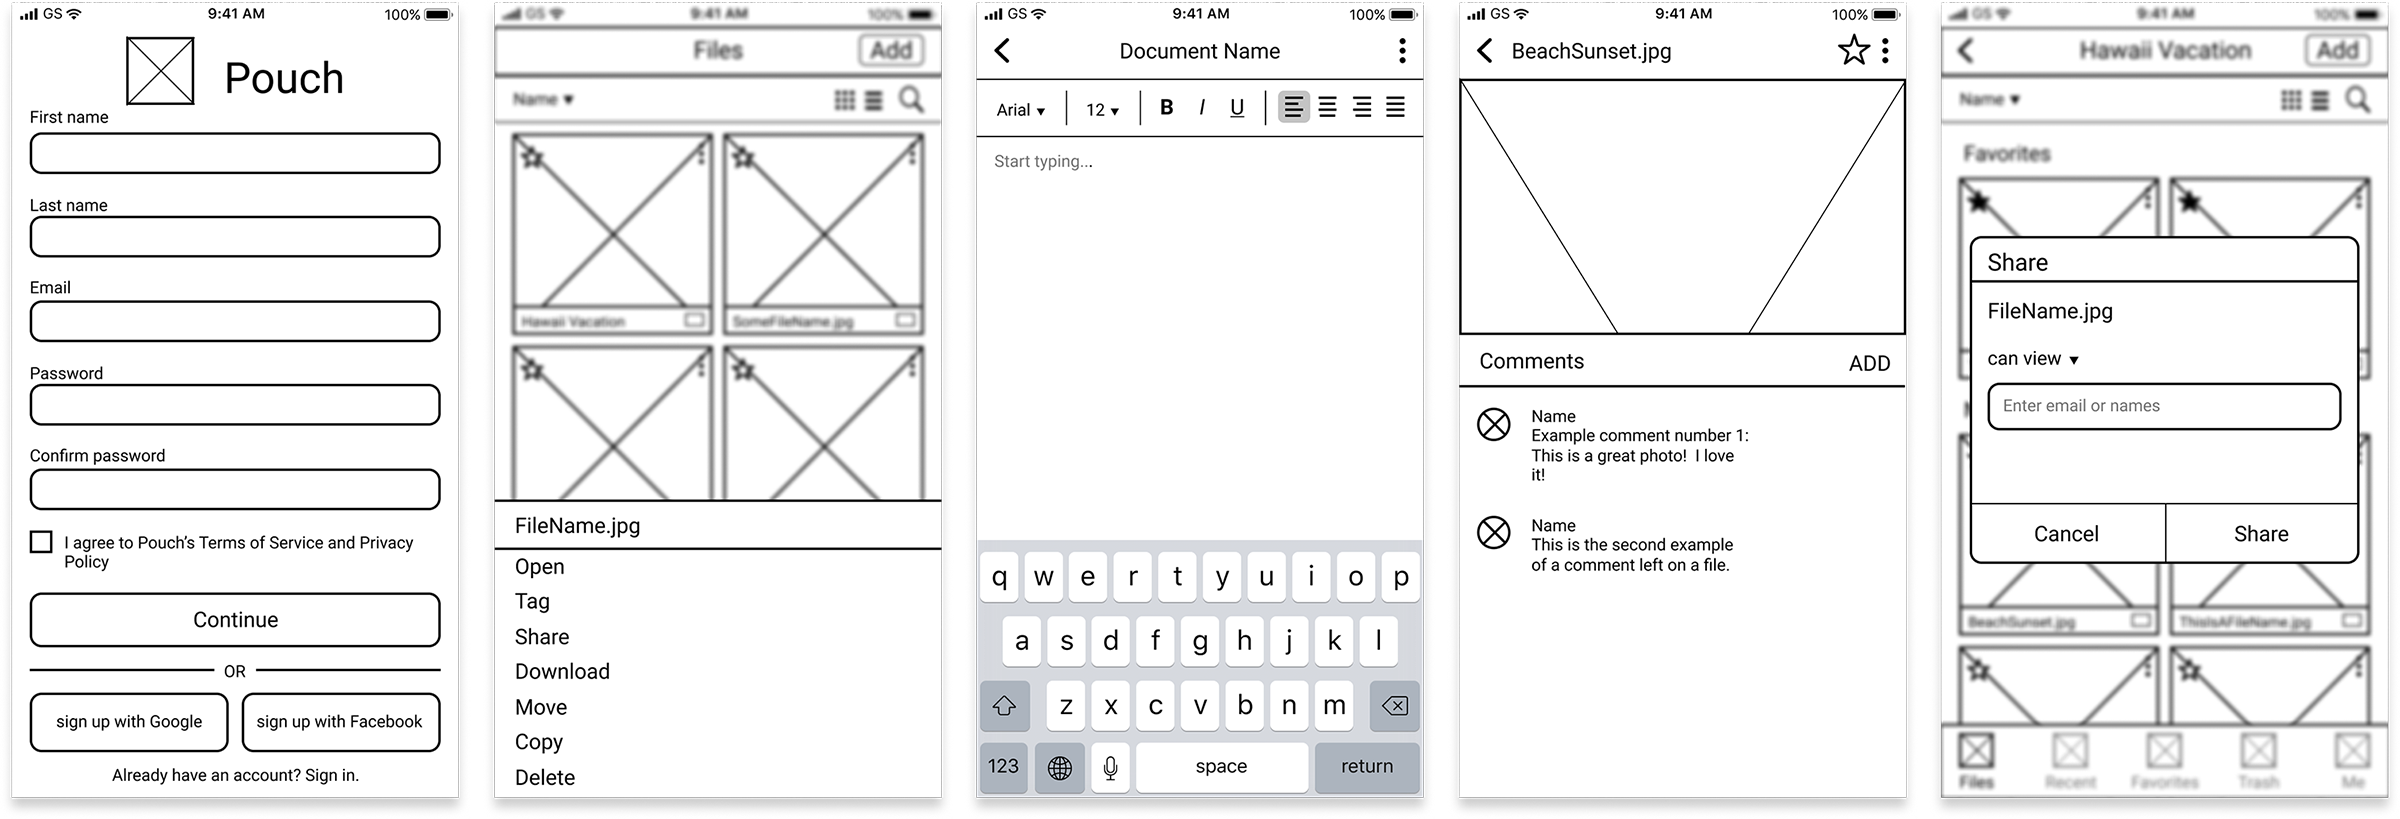 GS 9:41 AM 100%
Pouch
First name
Last name
Email
Password
Confirm password
I agree to Pouch’s Terms of Service and Privacy
Policy
Continue
OR
sign up with Google sign up with Facebook
Already have an account? Sign in.
GS 9:41 AM 100%
Files Add
Name
Hawaii Vacation SomeFileName.jpg
FileName.jpg
Open
Tag
Share
Download
Move
Copy
Delete
GS 9:41 AM 100%
Document Name
Arial 12 B I U
Start typing...
q w e r t y u i o p
a s d f g h j k l
z x c v b n m
123 space return
GS 9:41 AM 100%
BeachSunset.jpg
Comments ADD
Name
Example comment number 1:
This is a great photo! I love
it!
Name
This is the second example
of a comment left on a file.
GS 9:41 AM 100%
Hawaii Vacation Add
Name
Favorites
Share
FileName.jpg
can view
Enter email or names
Cancel Share
BeachSunset.jpg ThisIsAFileName.jpg
Files Recent Favorites Trash Me